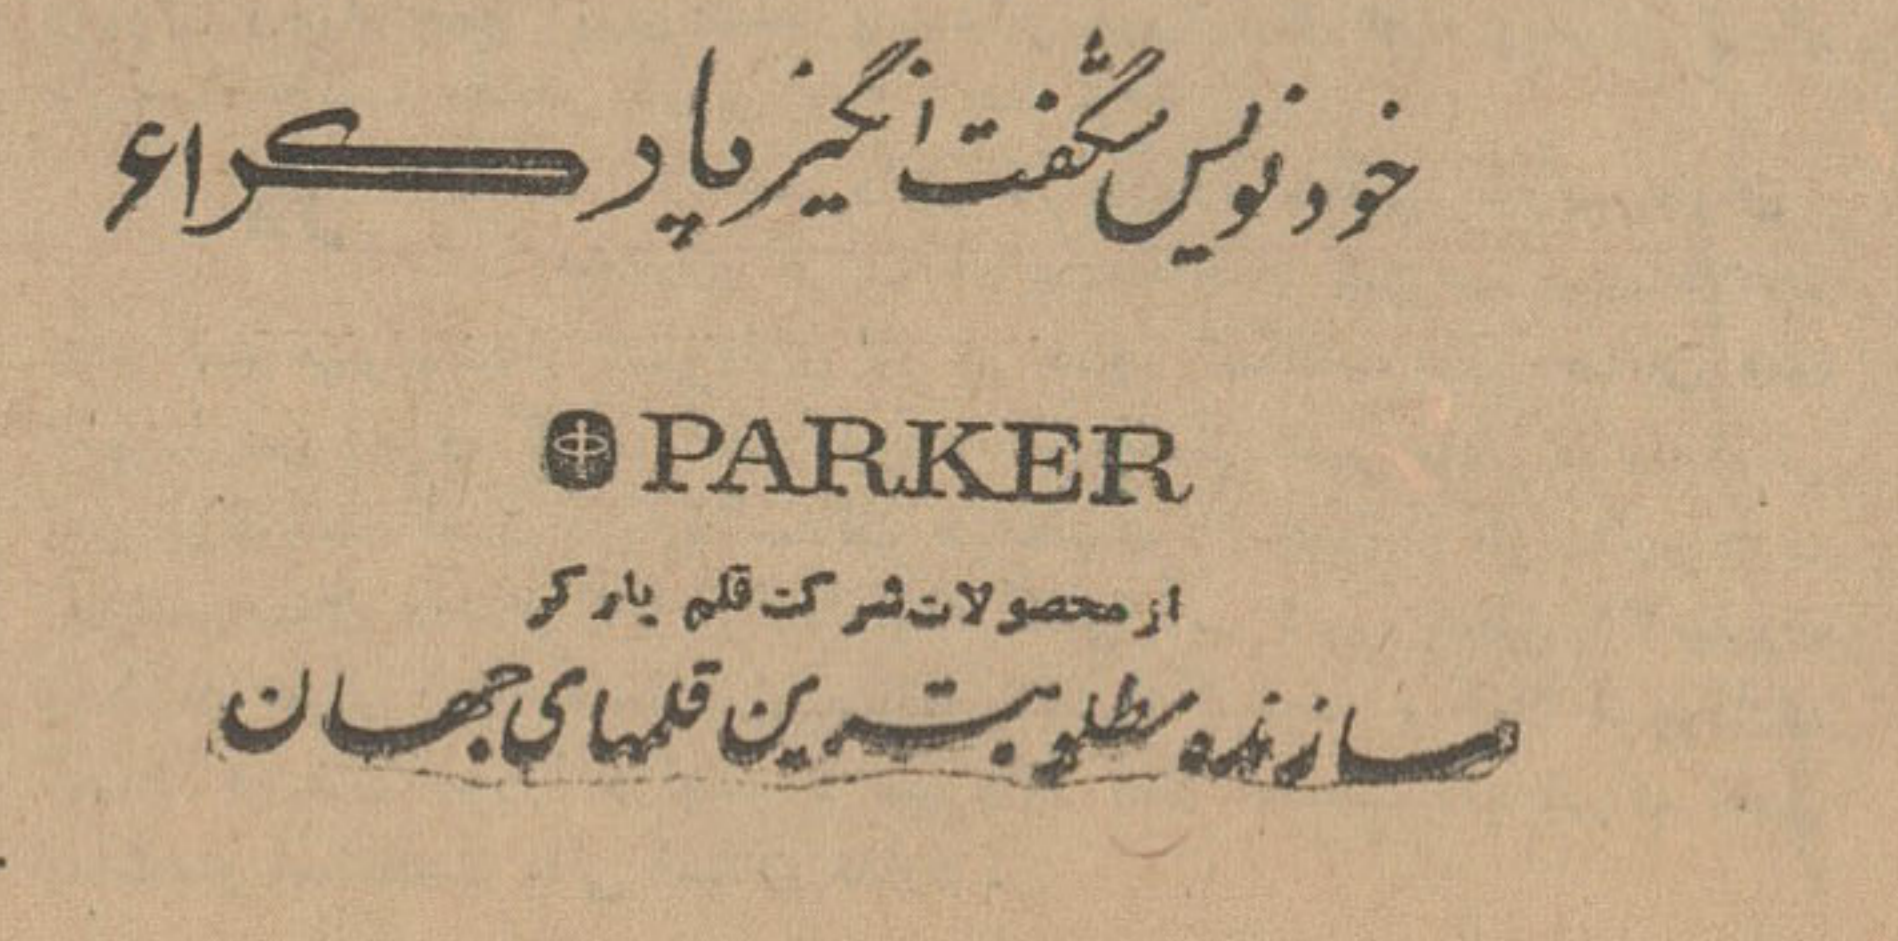 خودنویس شگفت انگیز پارکر ۶۱
PARKER
از محصولات شرکت قلم پارکر
سازنده مطلوبترین قلمهای جهان